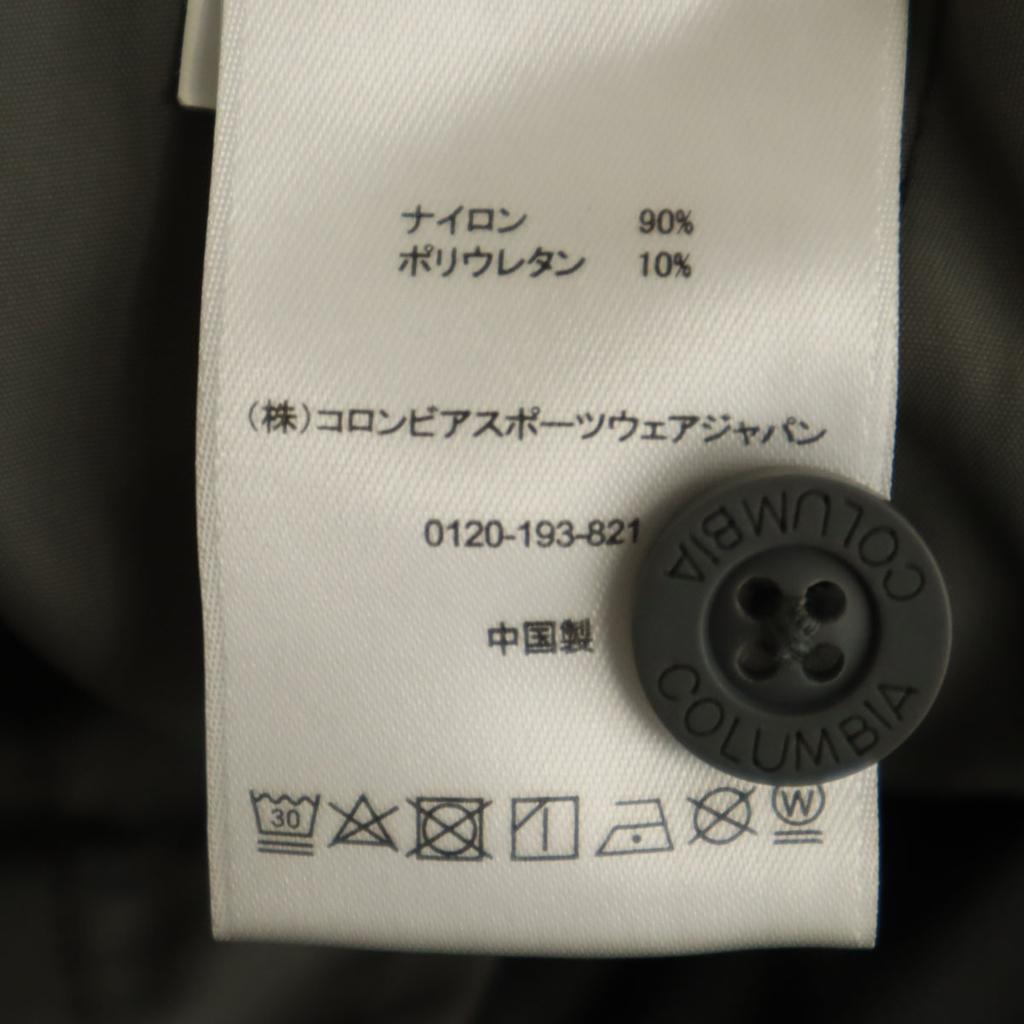 ナイロン 90%
ポリウレタン 10%
(株)コロンビアスポーツウェアジャパン
0120-193-821
中国製
COLUMBIA
COLUMBIA
30
W